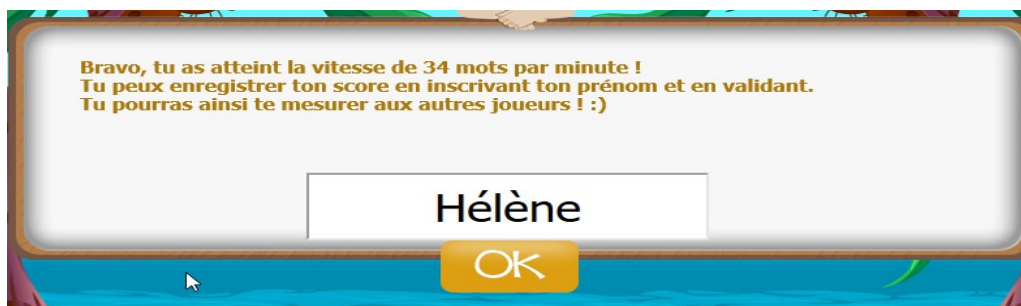 Bravo, tu as atteint la vitesse de 34 mots par minute !
Tu peux enregistrer ton score en inscrivant ton prénom et en validant.
Tu pourras ainsi te mesurer aux autres joueurs ! :)
Hélène
OK